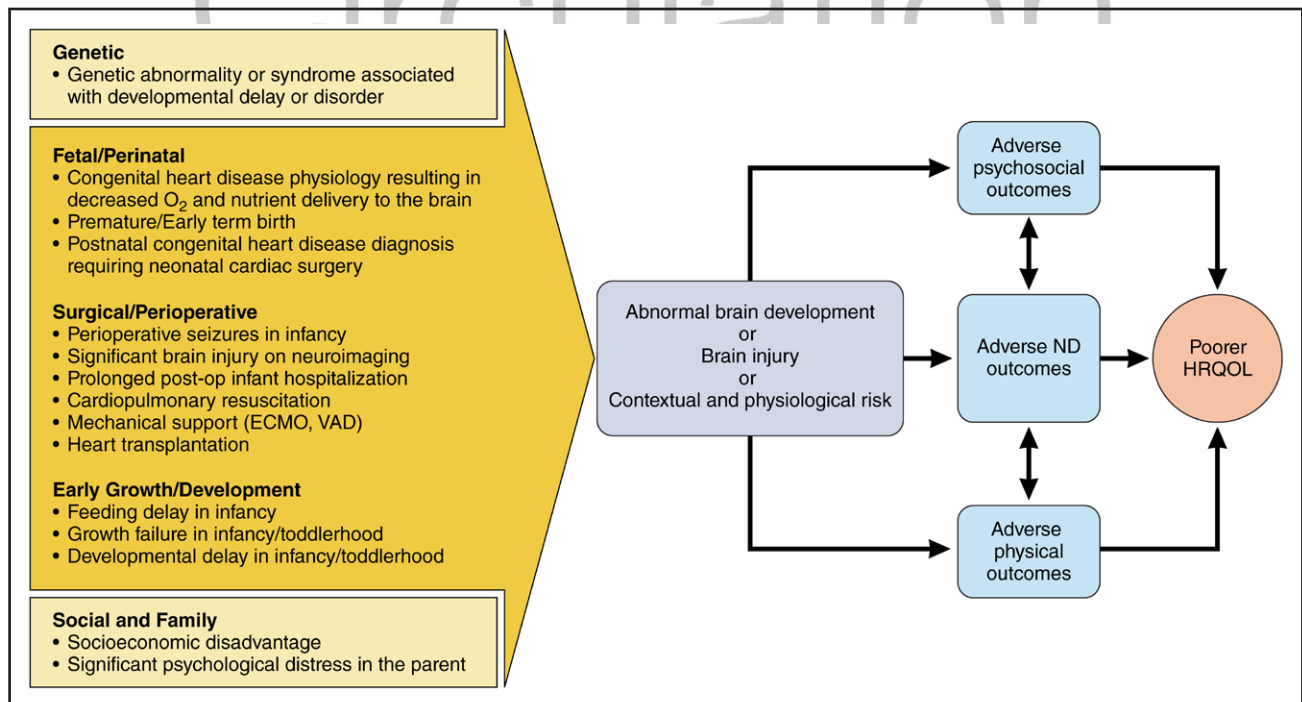 Circulation
Genetic
• Genetic abnormality or syndrome associated
with developmental delay or disorder
Fetal/Perinatal
• Congenital heart disease physiology resulting in
decreased O₂ and nutrient delivery to the brain
• Premature/Early term birth
• Postnatal congenital heart disease diagnosis
requiring neonatal cardiac surgery
Surgical/Perioperative
• Perioperative seizures in infancy
• Significant brain injury on neuroimaging
• Prolonged post-op infant hospitalization
• Cardiopulmonary resuscitation
• Mechanical support (ECMO, VAD)
• Heart transplantation
Early Growth/Development
• Feeding delay in infancy
• Growth failure in infancy/toddlerhood
• Developmental delay in infancy/toddlerhood
Social and Family
• Socioeconomic disadvantage
• Significant psychological distress in the parent
Abnormal brain development
or
Brain injury
or
Contextual and physiological risk
Adverse
psychosocial
outcomes
Adverse ND
outcomes
Adverse
physical
outcomes
Poorer
HRQOL